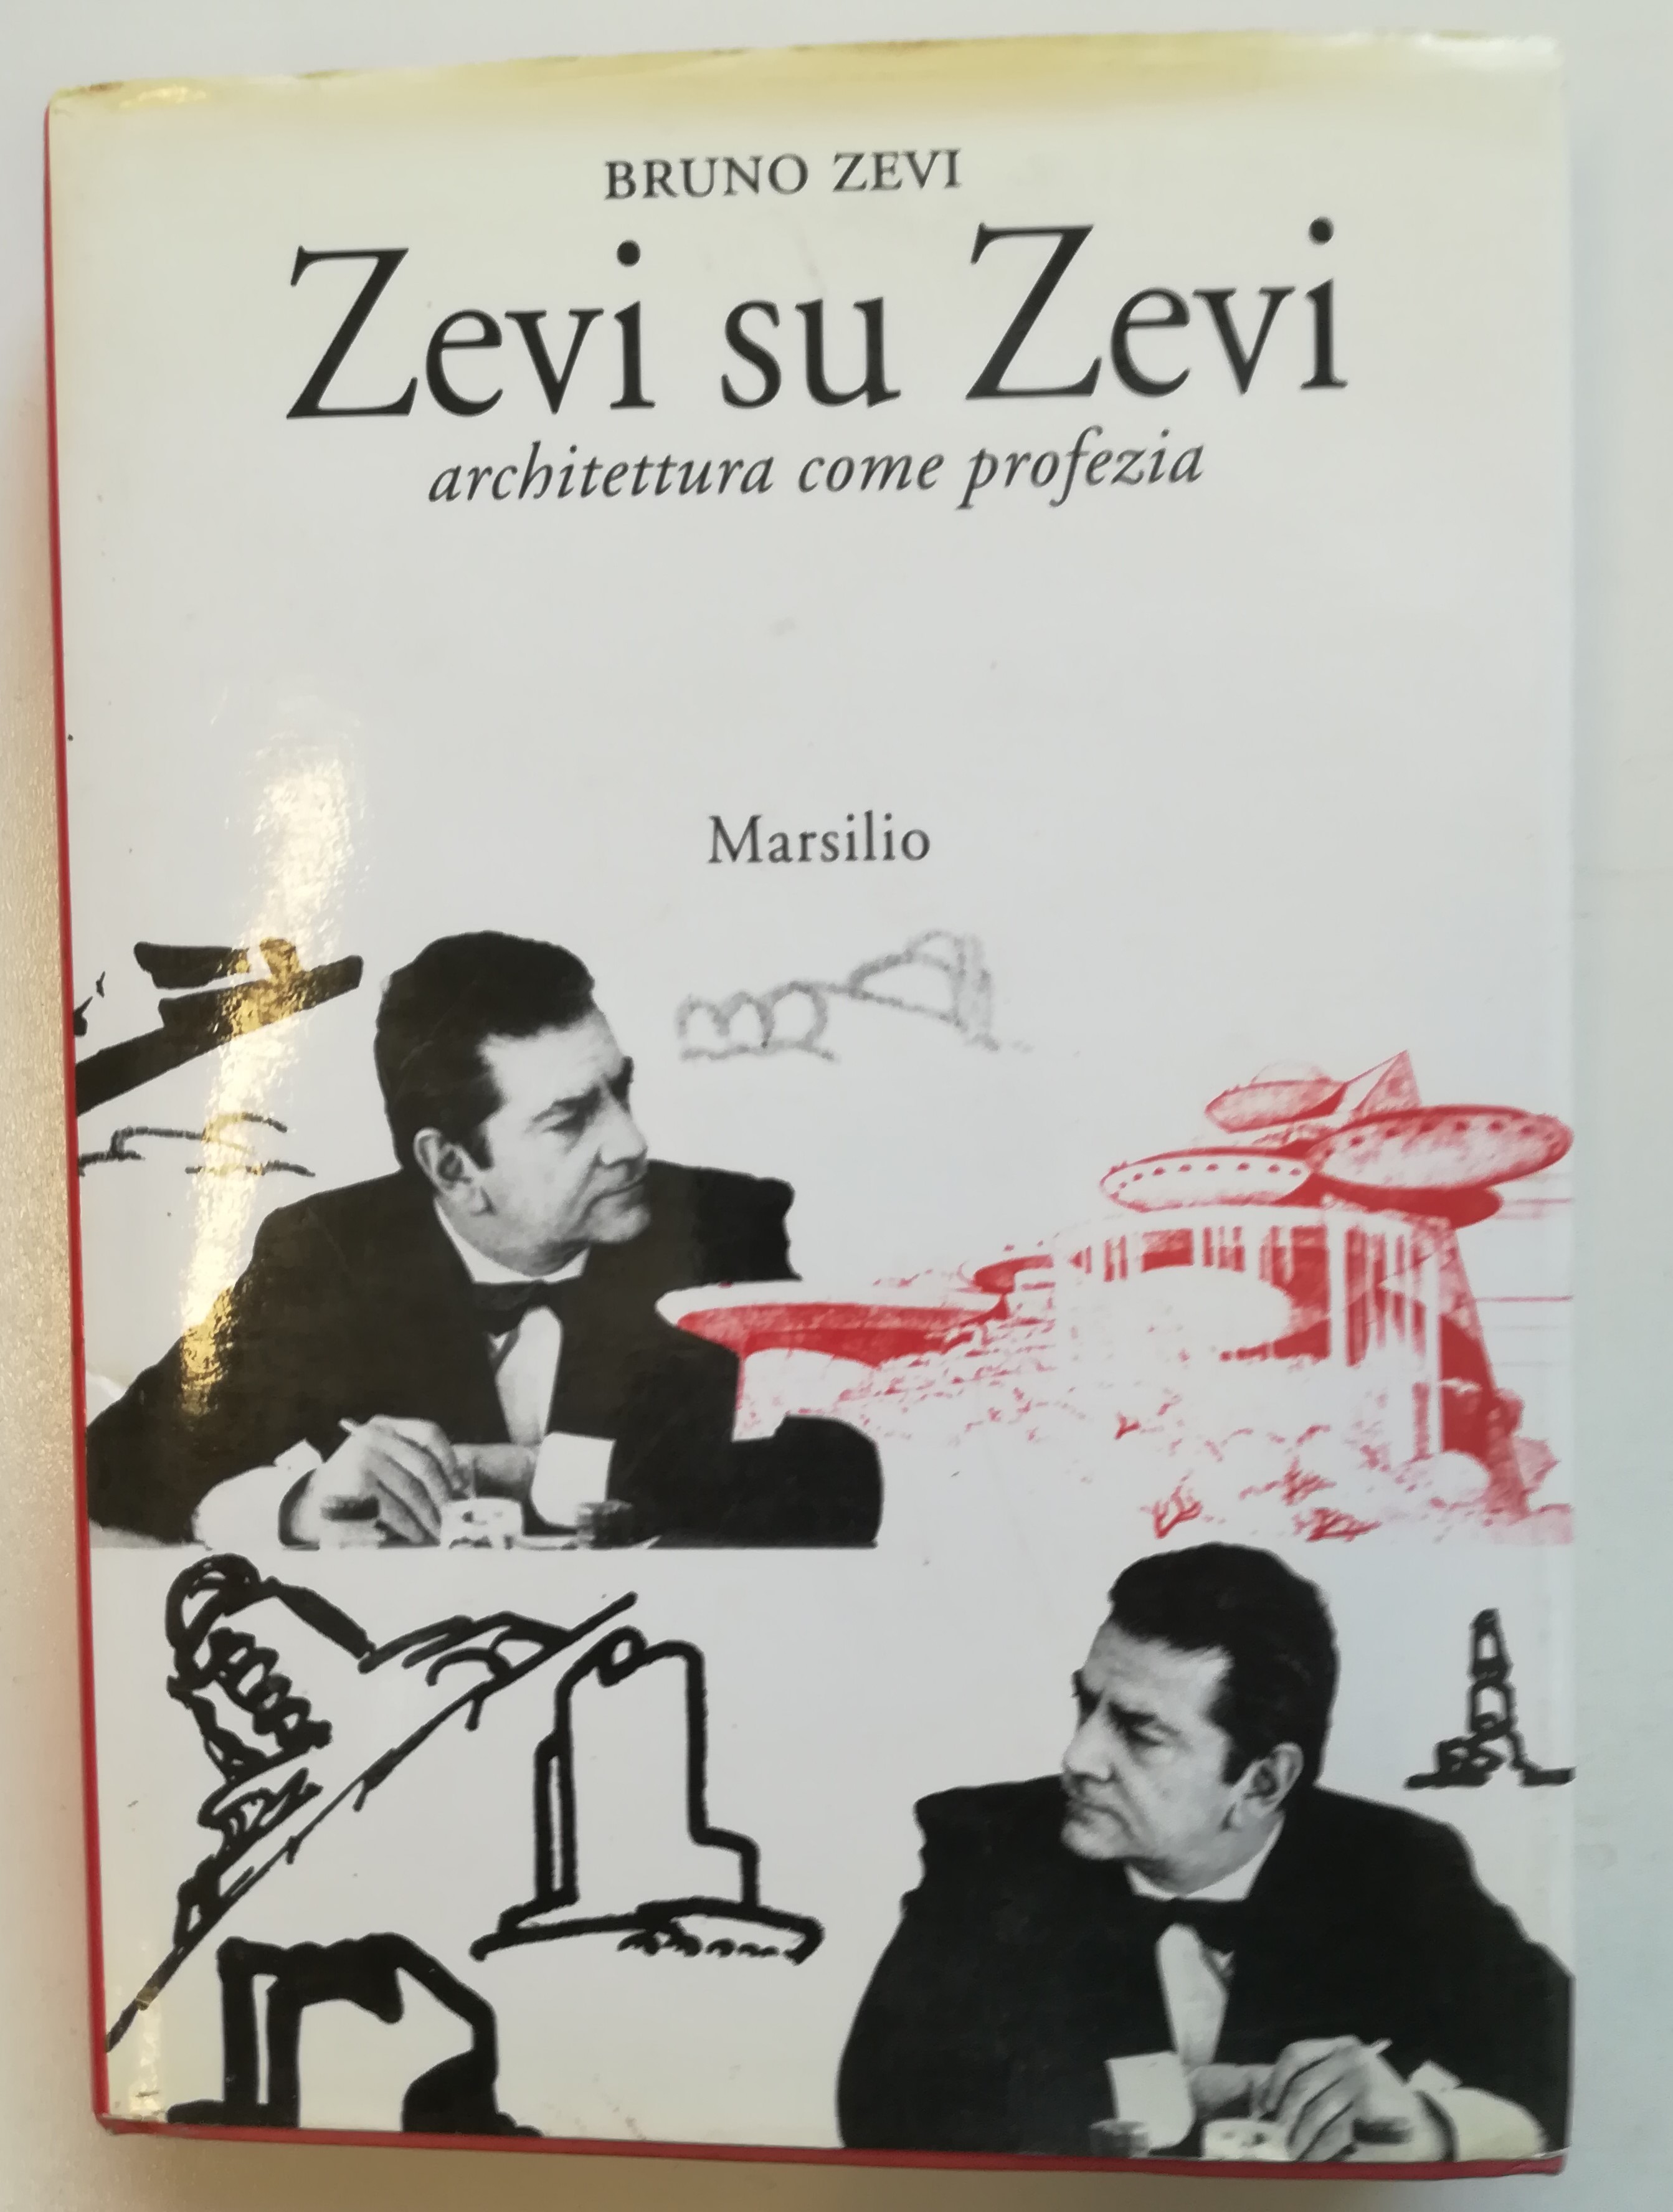 BRUNO ZEVI
Zevi su Zevi
architettura come profezia
Marsilio